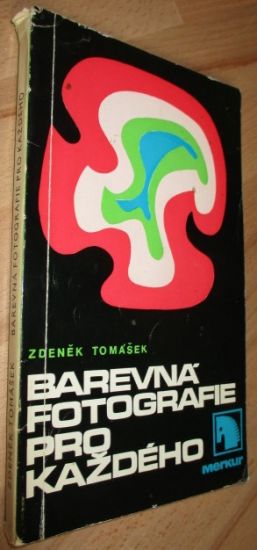 ZDENĚK TOMÁŠEK
BAREVNÁ
FOTOGRAFIE
PRO
KAŽDÉHO
Merkur
ZDENĚK TOMÁŠEK BAREVNÁ FOTOGRAFIE PRO KAŽDÉHO